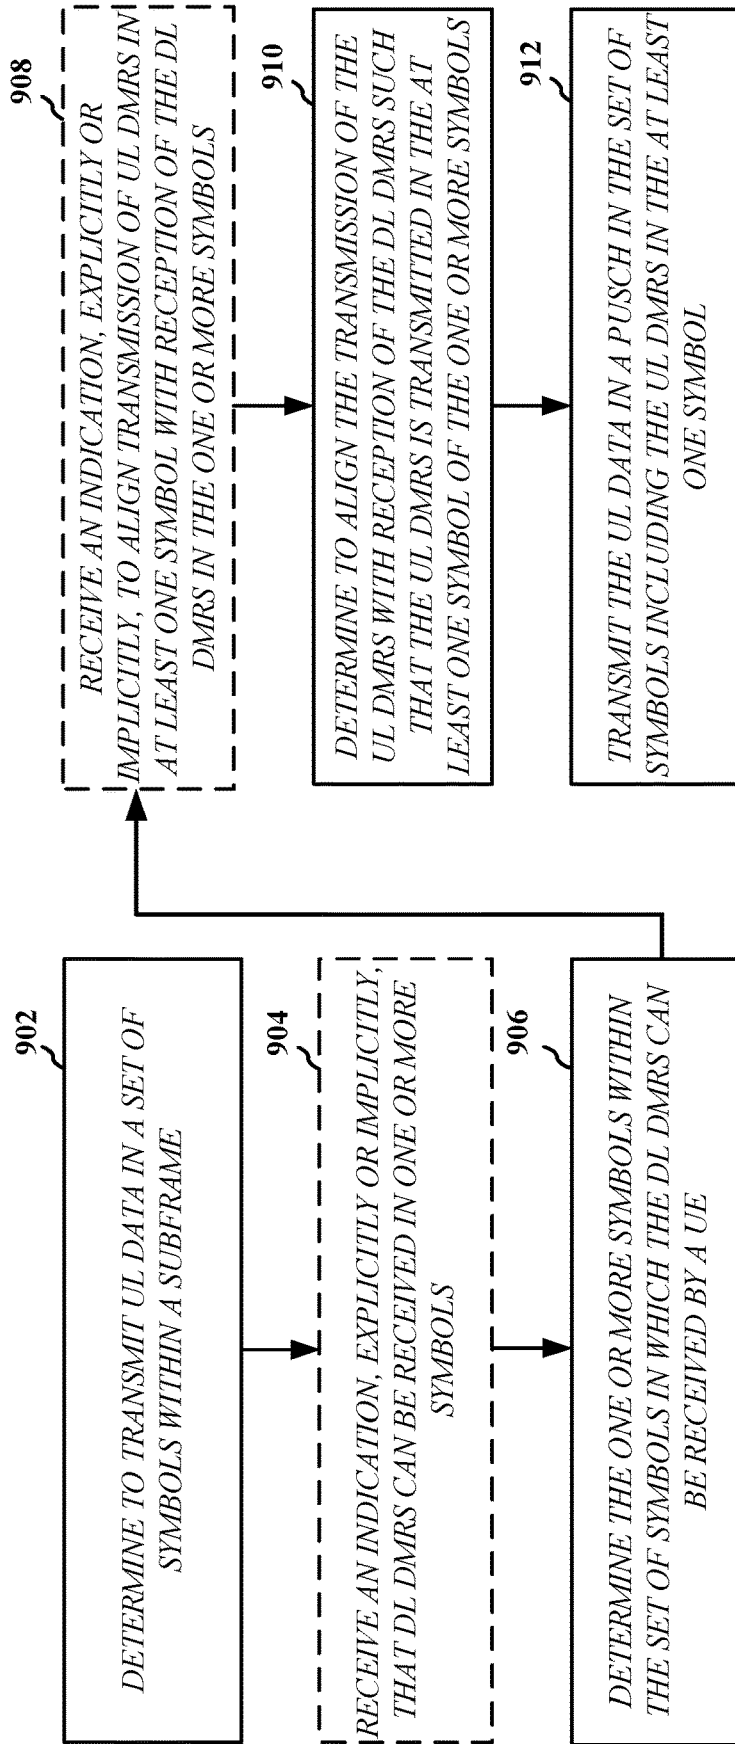 902
DETERMINE TO TRANSMIT UL DATA IN A SET OF
SYMBOLS WITHIN A SUBFRAME
904
RECEIVE AN INDICATION, EXPLICITLY OR IMPLICITLY,
THAT DL DMRS CAN BE RECEIVED IN ONE OR MORE
SYMBOLS
906
DETERMINE THE ONE OR MORE SYMBOLS WITHIN
THE SET OF SYMBOLS IN WHICH THE DL DMRS CAN
BE RECEIVED BY A UE
908
RECEIVE AN INDICATION, EXPLICITLY OR
IMPLICITLY, TO ALIGN TRANSMISSION OF UL DMRS IN
AT LEAST ONE SYMBOL WITH RECEPTION OF THE DL
DMRS IN THE ONE OR MORE SYMBOLS
910
DETERMINE TO ALIGN THE TRANSMISSION OF THE
UL DMRS WITH RECEPTION OF THE DL DMRS SUCH
THAT THE UL DMRS IS TRANSMITTED IN THE AT
LEAST ONE SYMBOL OF THE ONE OR MORE SYMBOLS
912
TRANSMIT THE UL DATA IN A PUSCH IN THE SET OF
SYMBOLS INCLUDING THE UL DMRS IN THE AT LEAST
ONE SYMBOL